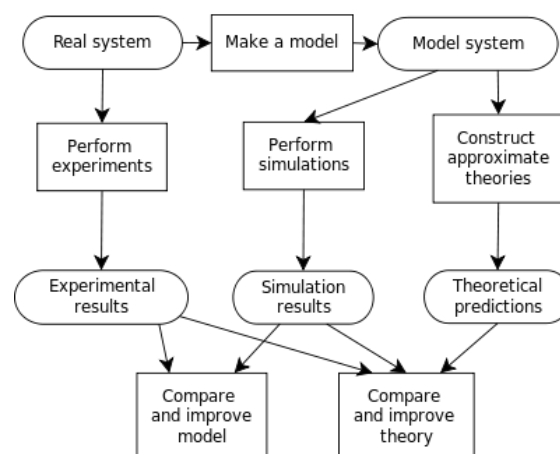 Real system
Make a model
Model system
Perform
experiments
Perform
simulations
Construct
approximate
theories
Experimental
results
Simulation
results
Theoretical
predictions
Compare
and improve
model
Compare
and improve
theory